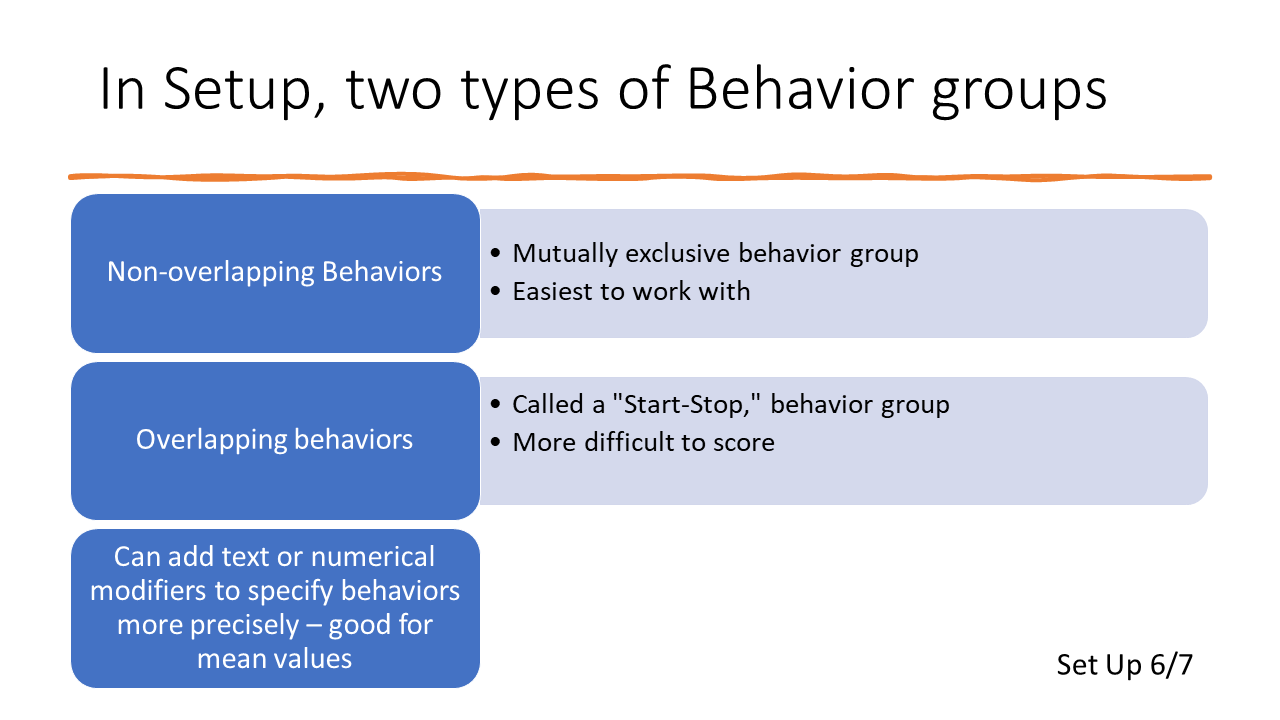 In Setup, two types of Behavior groups
Non-overlapping Behaviors
• Mutually exclusive behavior group
• Easiest to work with
Overlapping behaviors
• Called a "Start-Stop," behavior group
• More difficult to score
Can add text or numerical
modifiers to specify behaviors
more precisely – good for
mean values
Set Up 6/7